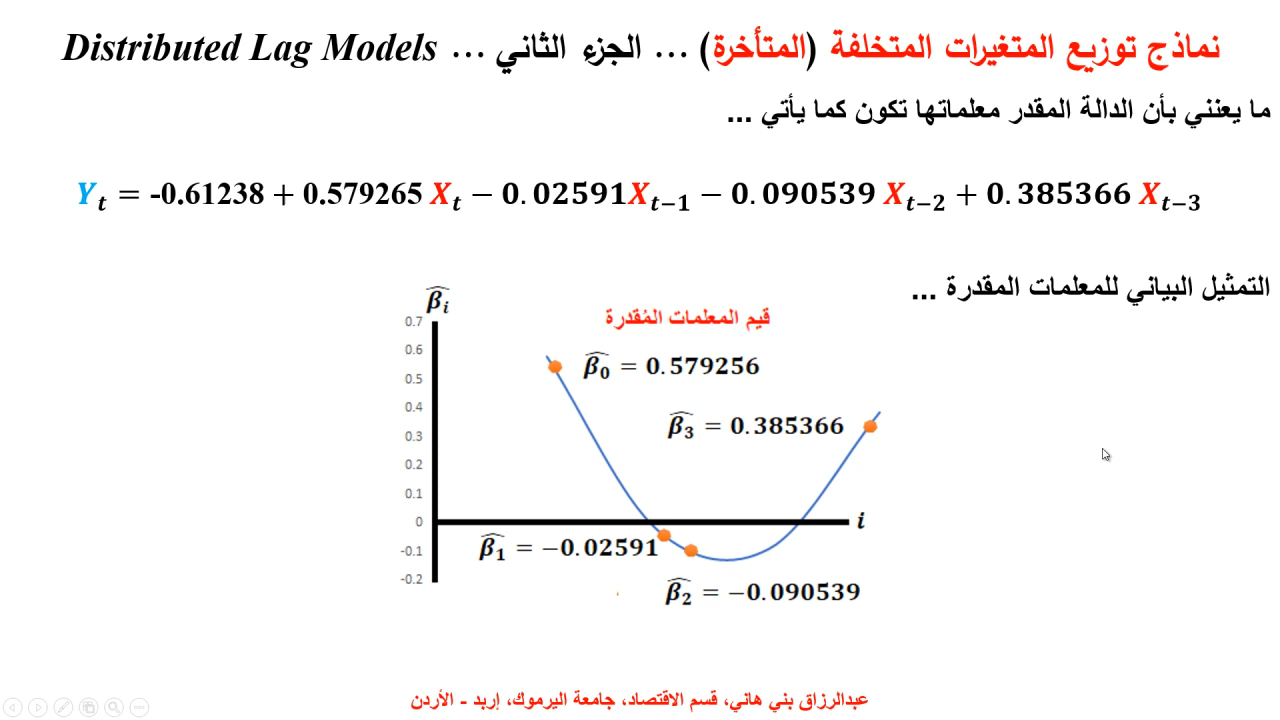 نماذج توزيع المتغيرات المتخلفة (المتأخرة) ... الجزء الثاني ... Distributed Lag Models
ما يعنني بأن الدالة المقدر معلماتها تكون كما يأتي ...
Yₜ = -0.61238 + 0.579265 Xₜ − 0.02591Xₜ₋₁ − 0.090539 Xₜ₋₂ + 0.385366 Xₜ₋₃
التمثيل البياني للمعلمات المقدرة ...
β̂ᵢ
قيم المعلمات المُقدرة
0.7
0.6
0.5
0.4
0.3
0.2
0.1
0
-0.1
-0.2
β̂₀ = 0.579256
β̂₃ = 0.385366
i
β̂₁ = −0.02591
β̂₂ = −0.090539
عبدالرزاق بني هاني، قسم الاقتصاد، جامعة اليرموك، إربد - الأردن